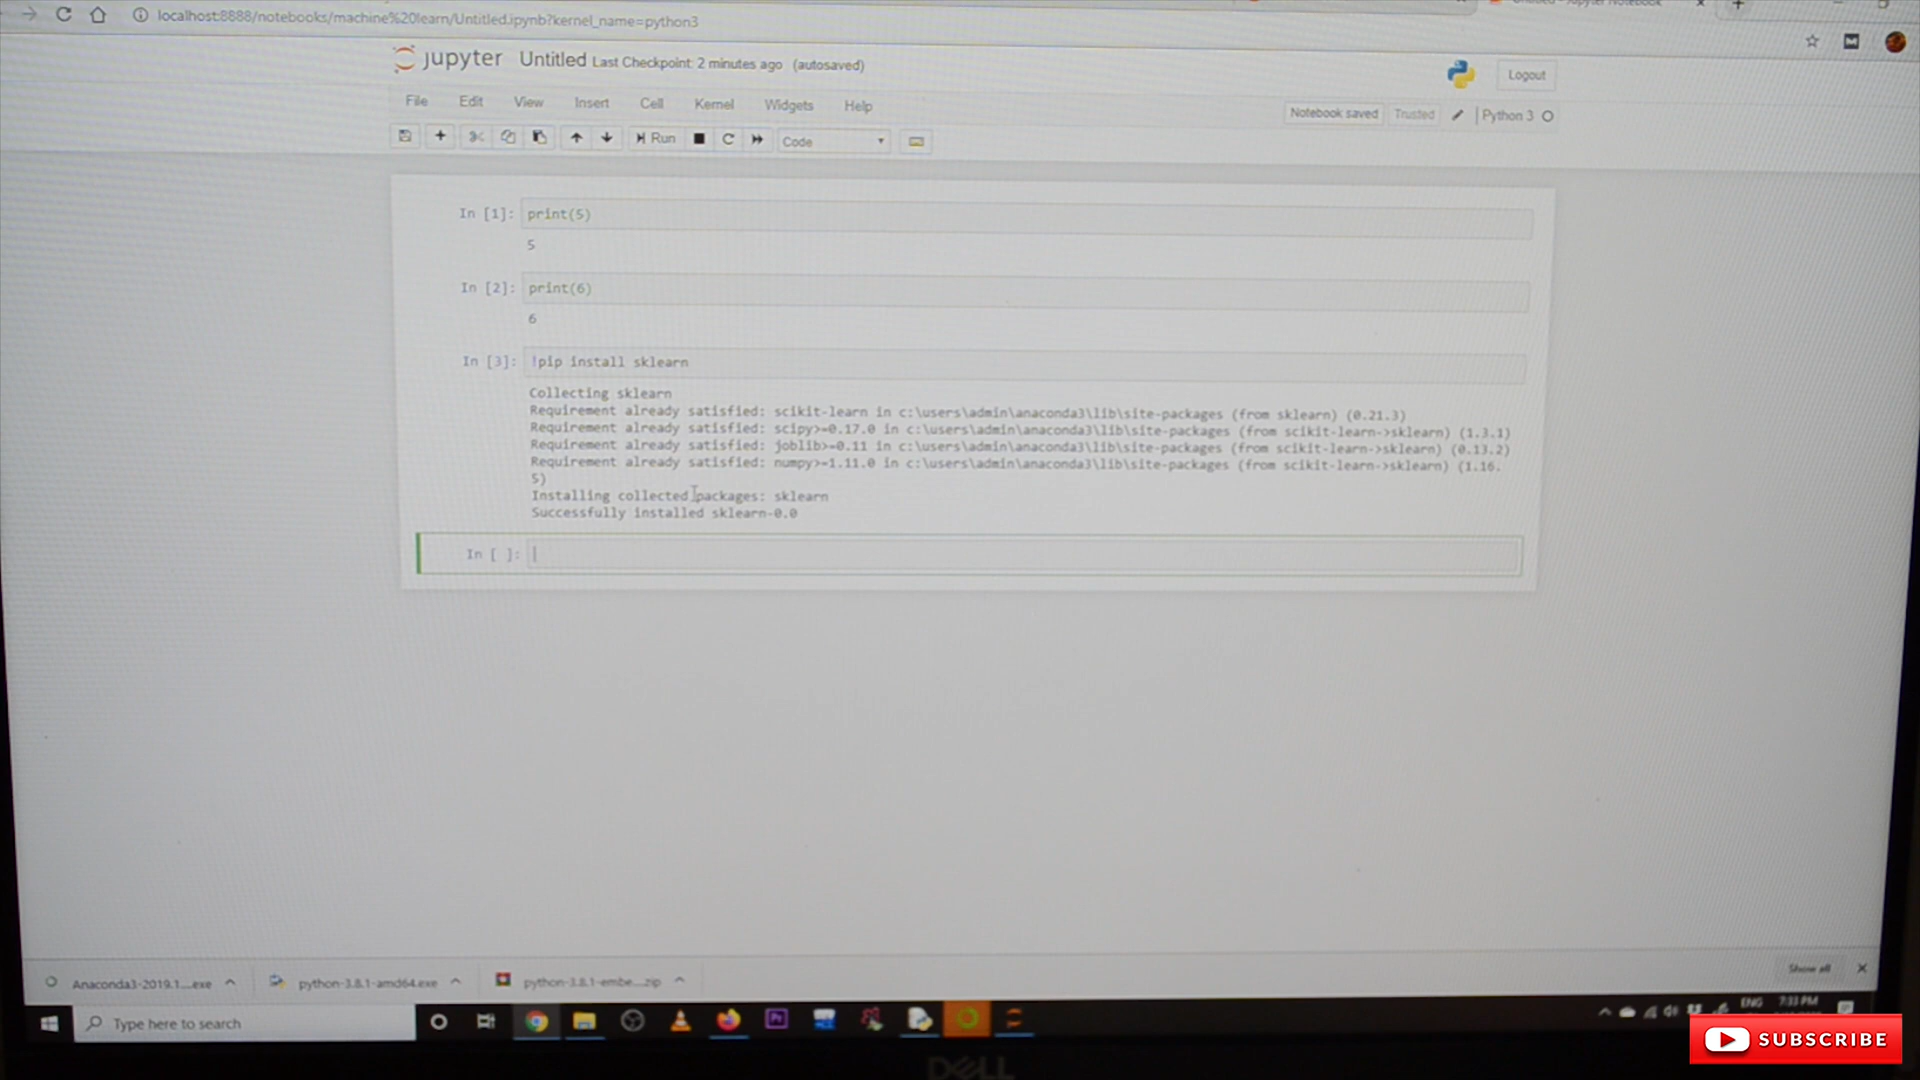 localhost:8888/notebooks/machine%20learn/Untitled.ipynb?kernel_name=python3
jupyter Untitled Last Checkpoint: 2 minutes ago (autosaved)
Logout
File Edit View Insert Cell Kernel Widgets Help
Notebook saved Trusted Python 3
Run Code
In [1]: print(5)
5
In [2]: print(6)
6
In [3]: !pip install sklearn
Collecting sklearn
Requirement already satisfied: scikit-learn in c:\users\admin\anaconda3\lib\site-packages (from sklearn) (0.21.3)
Requirement already satisfied: scipy>=0.17.0 in c:\users\admin\anaconda3\lib\site-packages (from scikit-learn->sklearn) (1.3.1)
Requirement already satisfied: joblib>=0.11 in c:\users\admin\anaconda3\lib\site-packages (from scikit-learn->sklearn) (0.13.2)
Requirement already satisfied: numpy>=1.11.0 in c:\users\admin\anaconda3\lib\site-packages (from scikit-learn->sklearn) (1.16.
5)
Installing collected packages: sklearn
Successfully installed sklearn-0.0
In [ ]:
Show all
Anaconda3-2019.1....exe python-3.8.1-amd64.exe python-3.8.1-embe....zip
Type here to search
Pr
ENG 7:33 PM
SUBSCRIBE
DELL